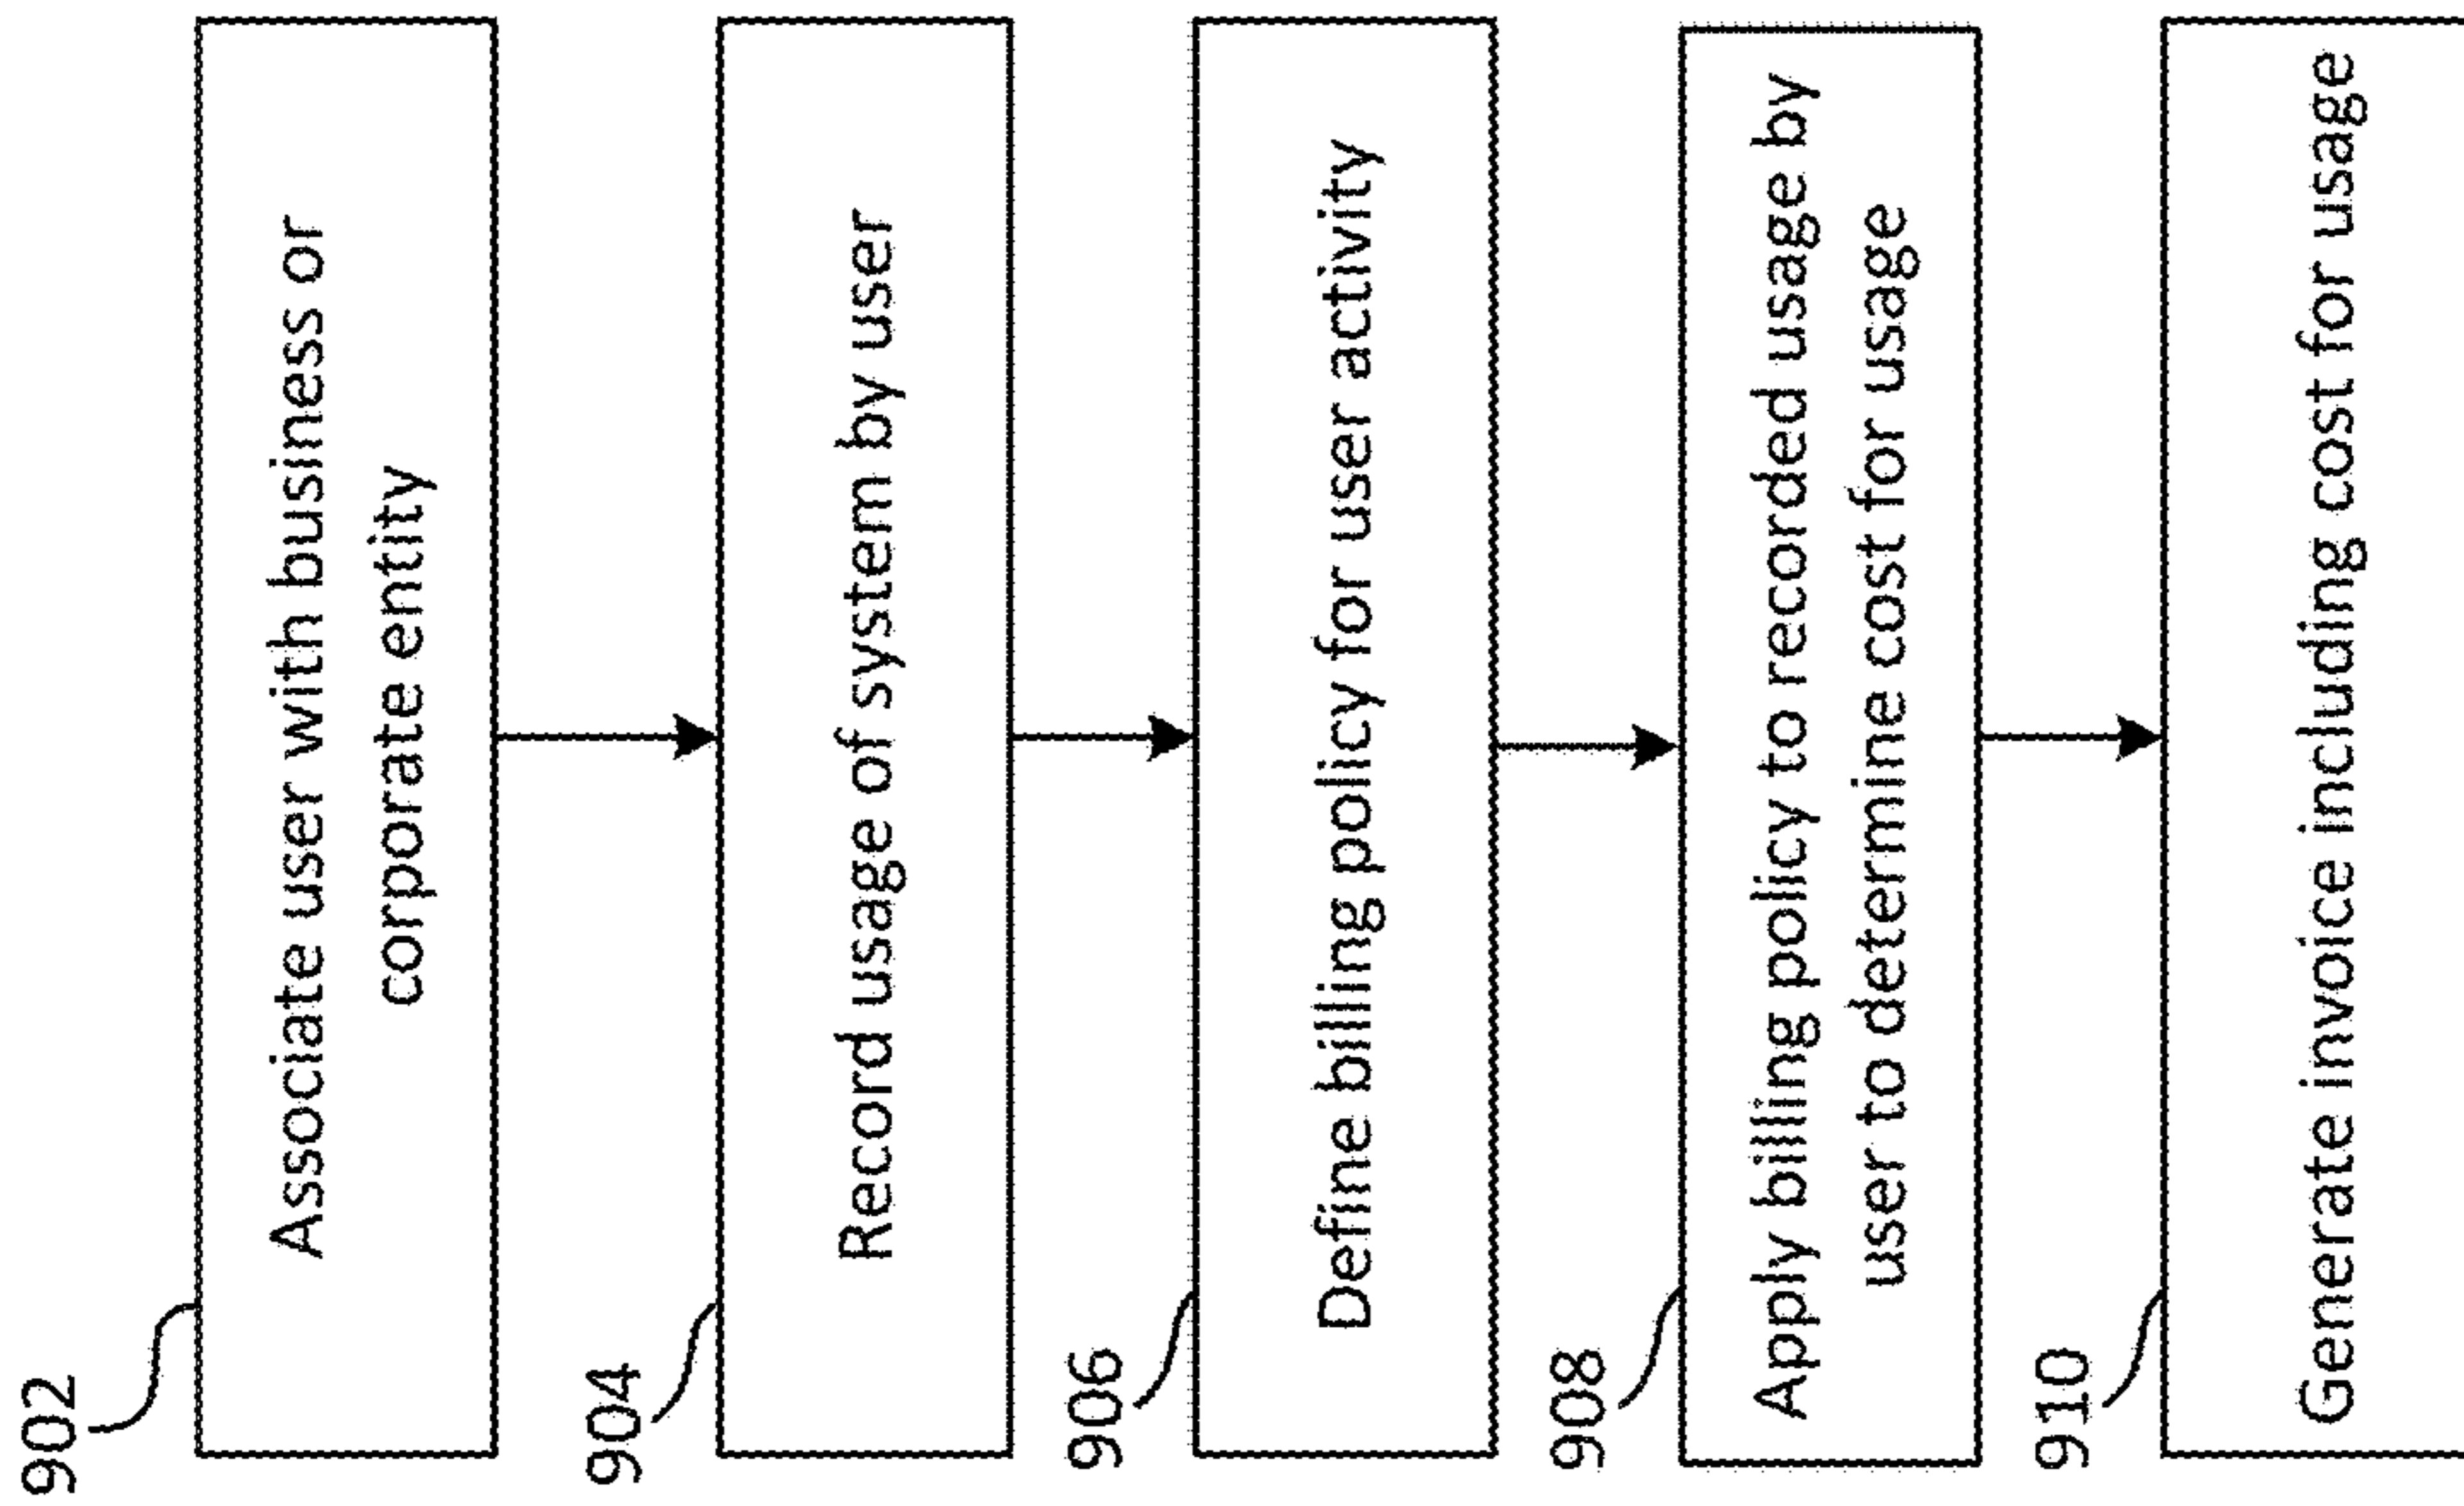 902
Associate user with business or
corporate entity
904
Record usage of system by user
906
Define billing policy for user activity
908
Apply billing policy to recorded usage by
user to determine cost for usage
910
Generate invoice including cost for usage